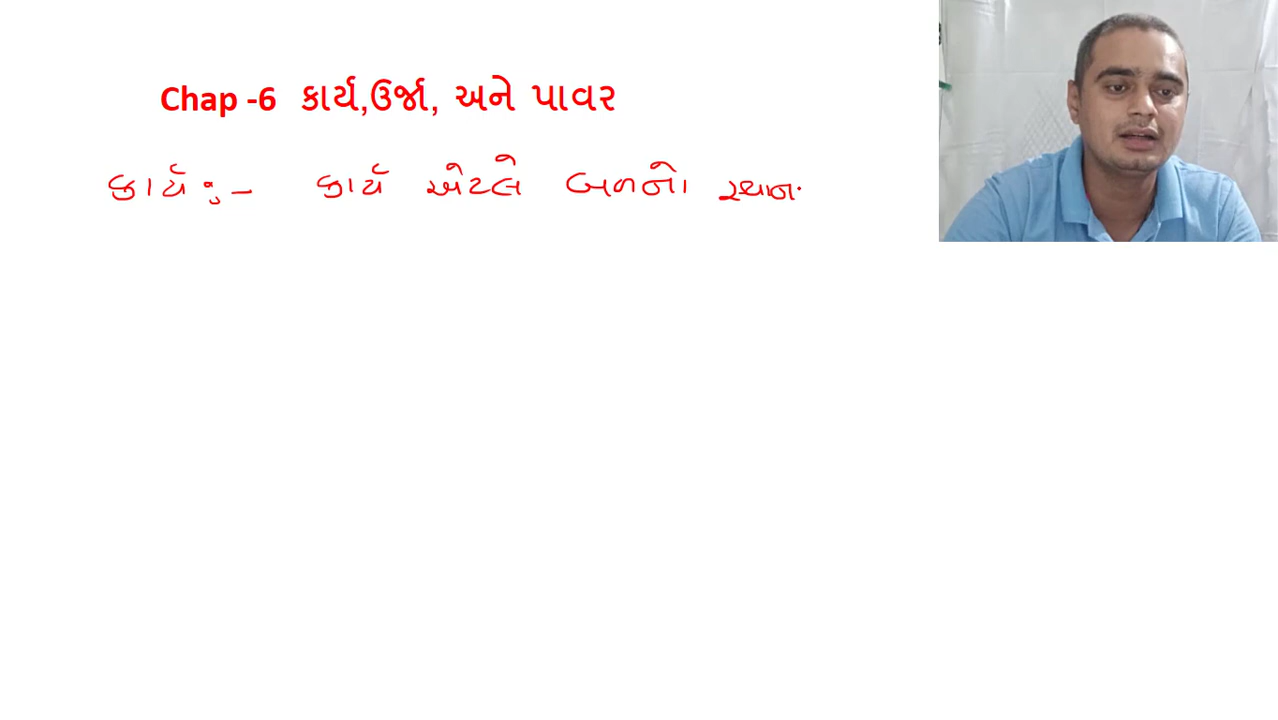 Chap -6 કાર્ય,ઉર્જા, અને પાવર
કાર્ય :- કાર્ય એટલે બળનો સ્થાન